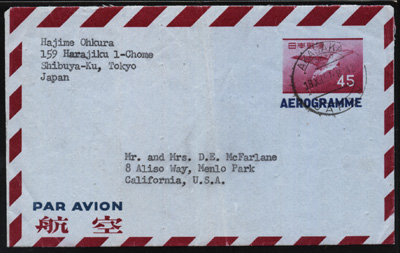 Hajime Ohkura
159 Harajiku 1-Chome
Shibuya-Ku, Tokyo
Japan
日本郵便
45
AEROGRAMME
Mr. and Mrs. D.E. McFarlane
8 Aliso Way, Menlo Park
California, U.S.A.
PAR AVION
航空